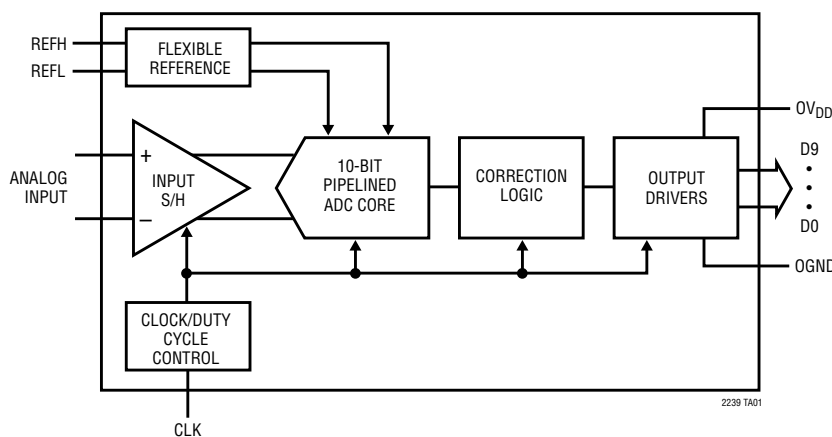 REFH
REFL
FLEXIBLE
REFERENCE
OVDD
ANALOG
INPUT
+
−
INPUT
S/H
10-BIT
PIPELINED
ADC CORE
CORRECTION
LOGIC
OUTPUT
DRIVERS
D9
•
•
•
D0
OGND
CLOCK/DUTY
CYCLE
CONTROL
CLK
2239 TA01